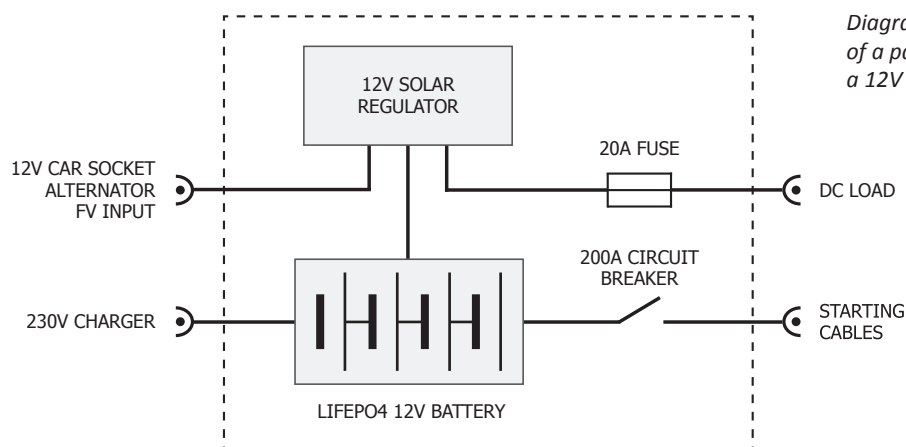 Diagra
of a p
a 12V
12V SOLAR
REGULATOR
20A FUSE
12V CAR SOCKET
ALTERNATOR
FV INPUT
DC LOAD
200A CIRCUIT
BREAKER
230V CHARGER
STARTING
CABLES
LIFEPO4 12V BATTERY